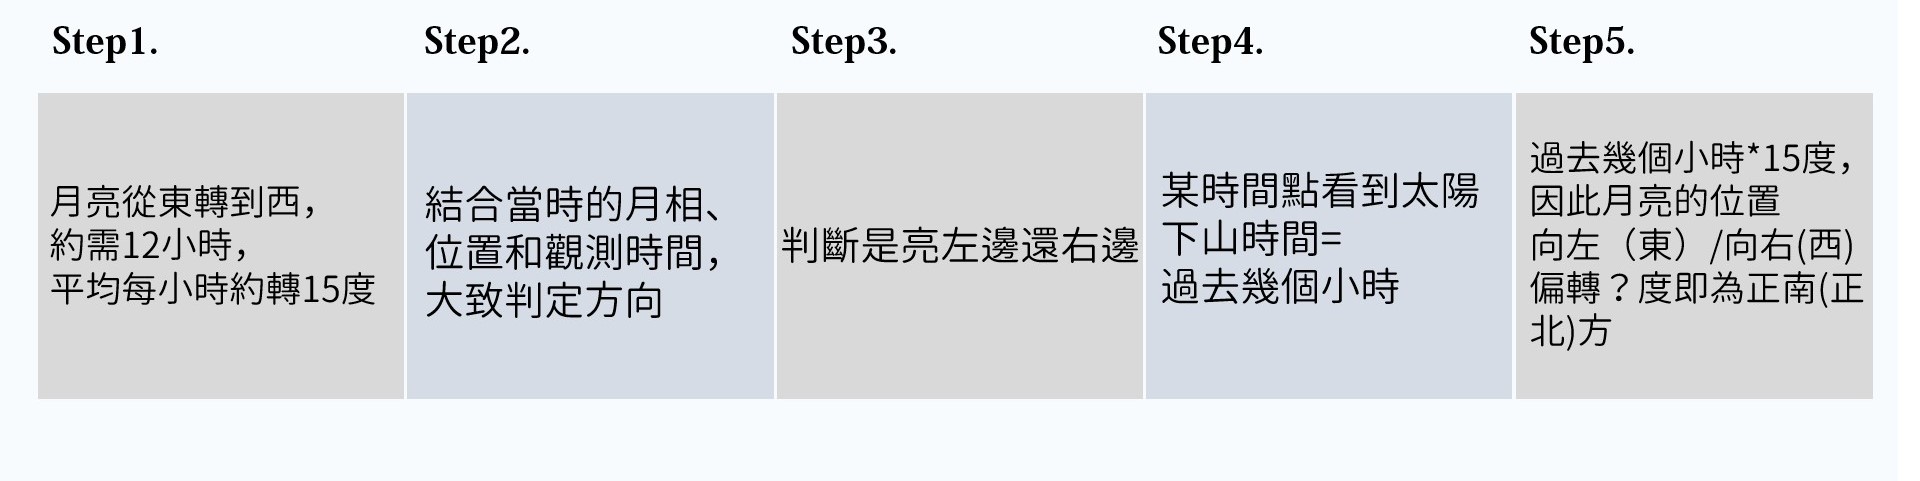 Step1.
月亮從東轉到西，
約需12小時，
平均每小時約轉15度
Step2.
結合當時的月相、
位置和觀測時間，
大致判定方向
Step3.
判斷是亮左邊還右邊
Step4.
某時間點看到太陽
下山時間=
過去幾個小時
Step5.
過去幾個小時*15度，
因此月亮的位置
向左（東）/向右(西)
偏轉？度即為正南(正
北)方